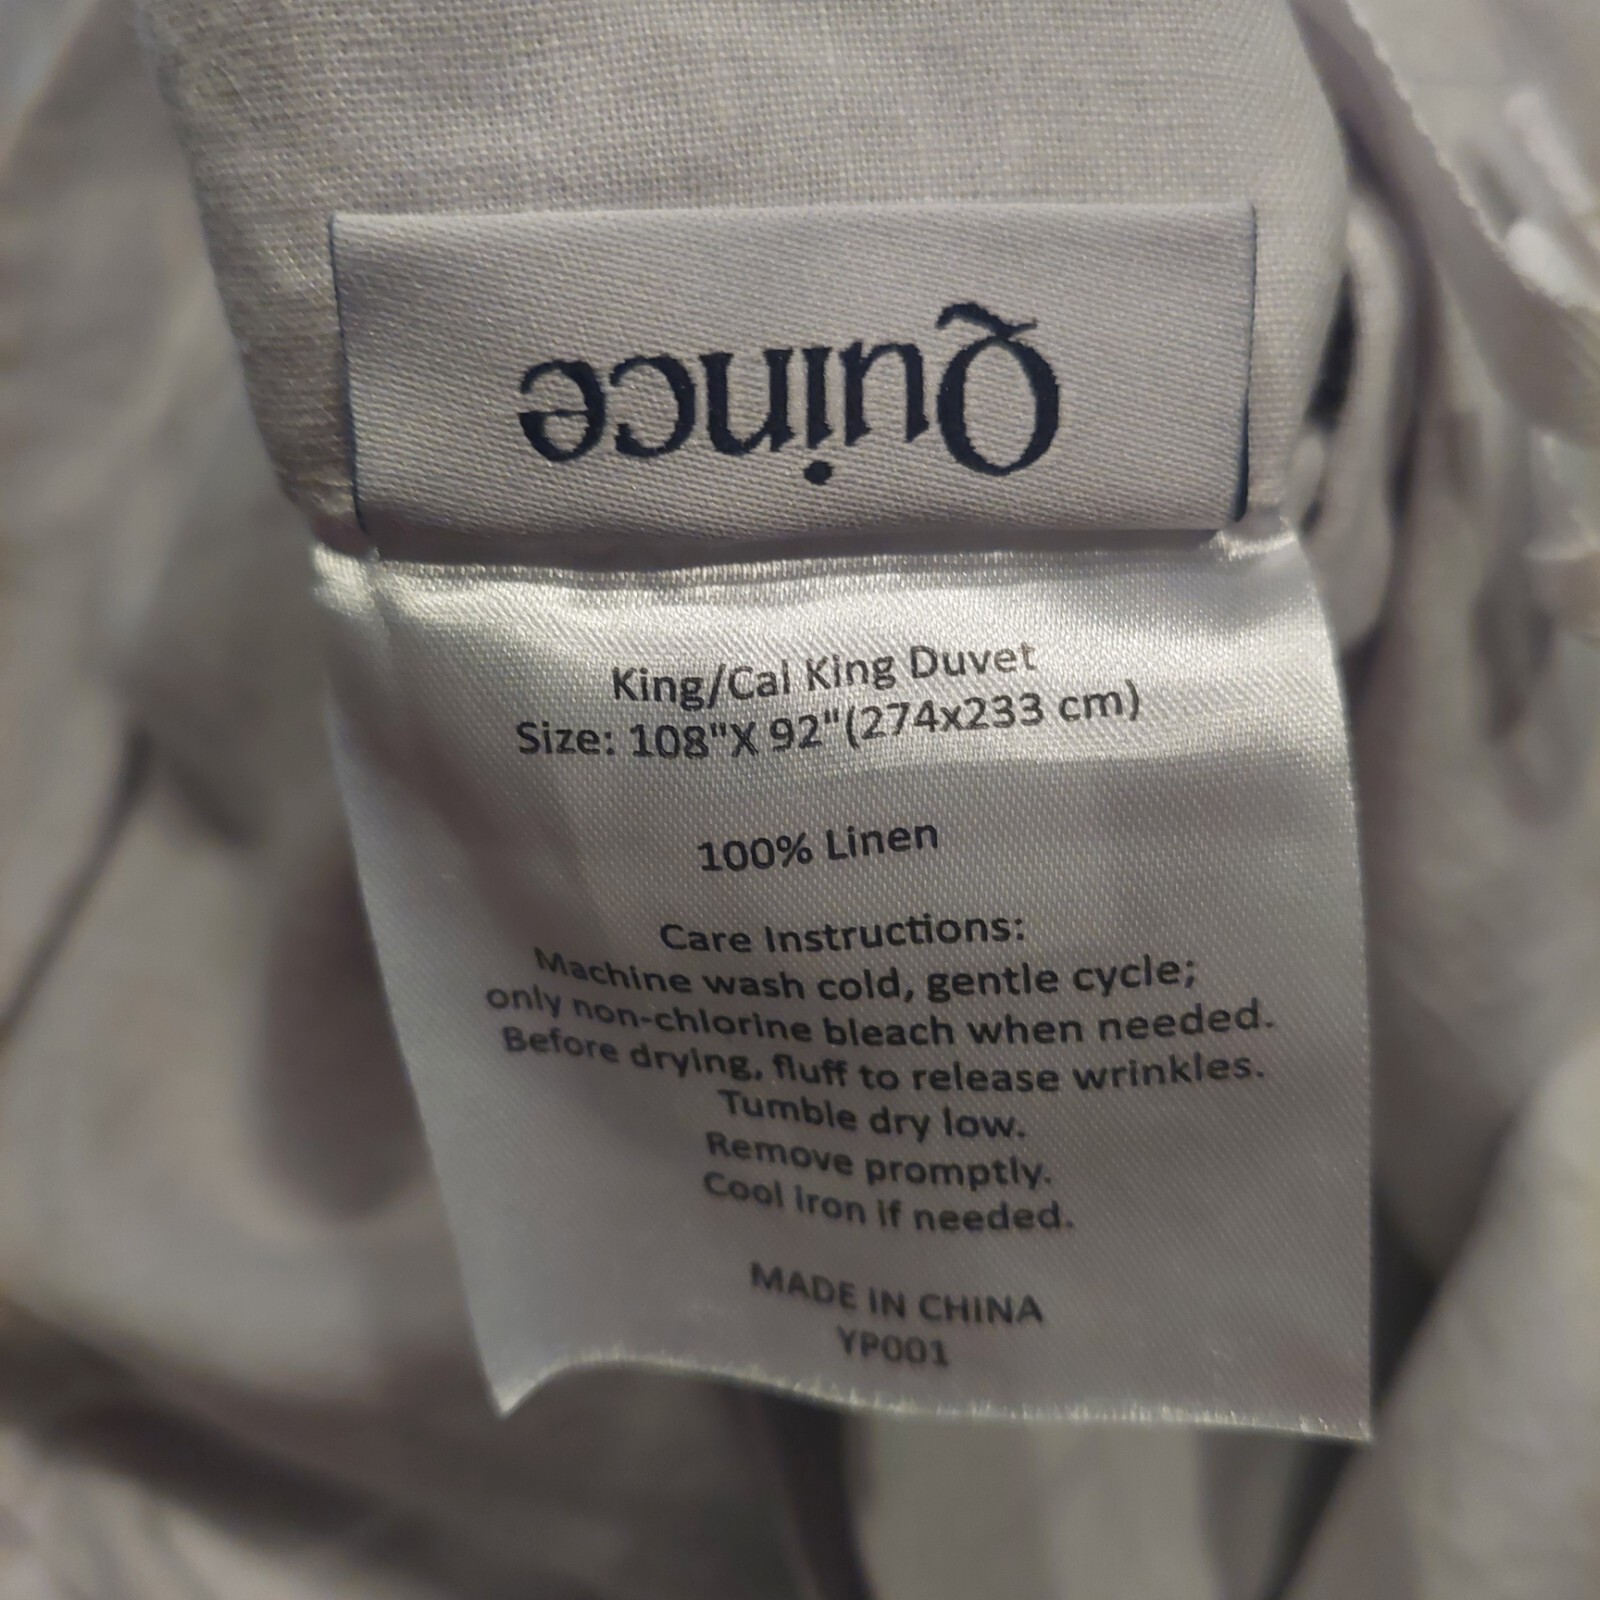 Quince
King/Cal King Duvet
Size: 108"X 92"(274x233 cm)
100% Linen
Care Instructions:
Machine wash cold, gentle cycle;
only non-chlorine bleach when needed.
Before drying, fluff to release wrinkles.
Tumble dry low.
Remove promptly.
Cool iron if needed.
MADE IN CHINA
YP001